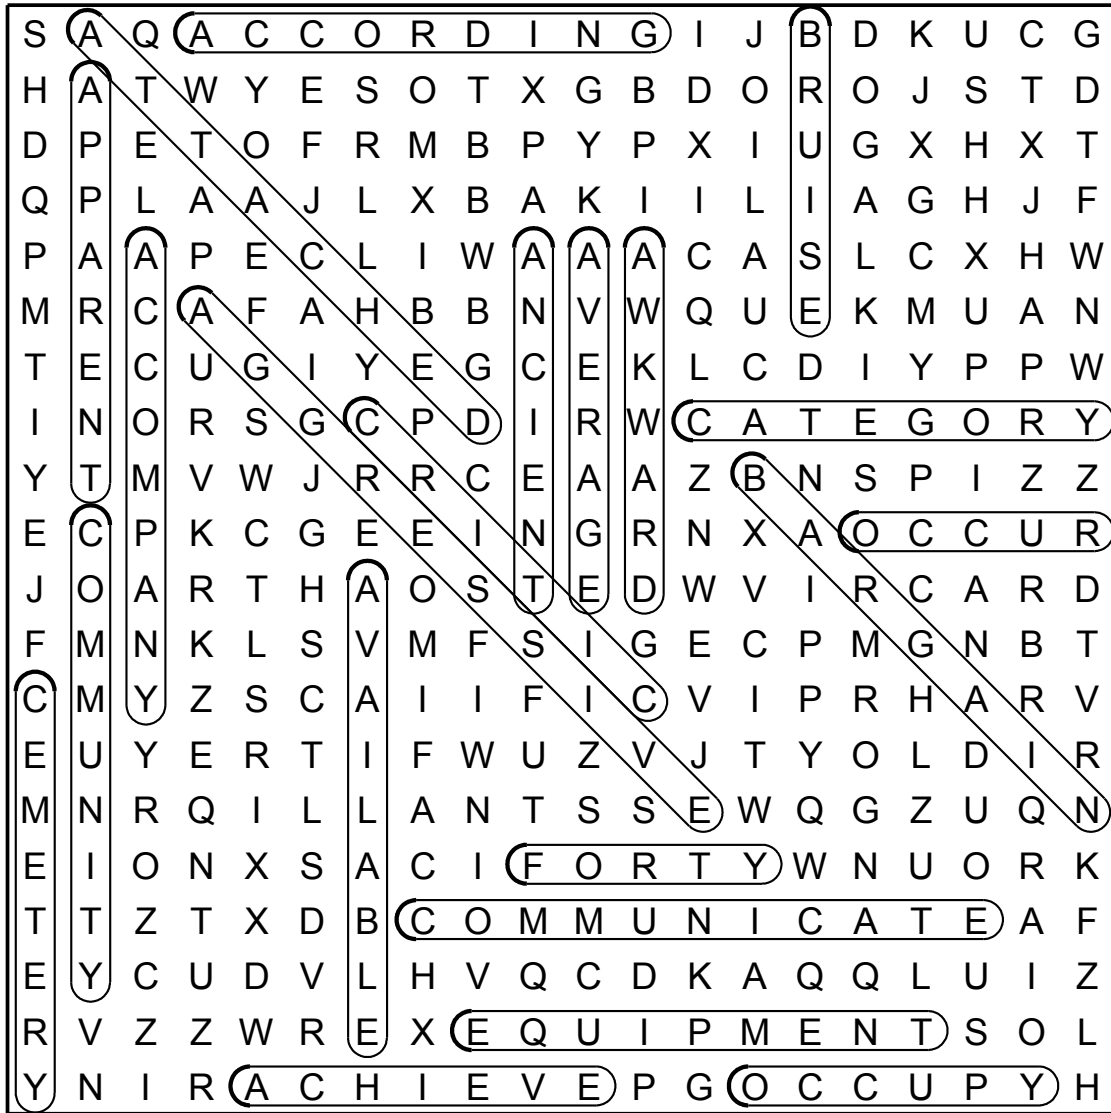 S A Q A C C O R D I N G I J B D K U C G
H A T W Y E S O T X G B D O R O J S T D
D P E T O F R M B P Y P X I U G X H X T
Q P L A A J L X B A K I I L I A G H J F
P A A P E C L I W A A A C A S L C X H W
M R C A F A H B B N V W Q U E K M U A N
T E C U G I Y E G C E K L C D I Y P P W
I N O R S G C P D I R W C A T E G O R Y
Y T M V W J R R C E A A Z B N S P I Z Z
E C P K C G E E I N G R N X A O C C U R
J O A R T H A O S T E D W V I R C A R D
F M N K L S V M F S I G E C P M G N B T
C M Y Z S C A I I F I C V I P R H A R V
E U Y E R T I F W U Z V J T Y O L D I R
M N R Q I L L A N T S S E W Q G Z U Q N
E I O N X S A C I F O R T Y W N U O R K
T T Z T X D B C O M M U N I C A T E A F
E Y C U D V L H V Q C D K A Q Q L U I Z
R V Z Z W R E X E Q U I P M E N T S O L
Y N I R A C H I E V E P G O C C U P Y H